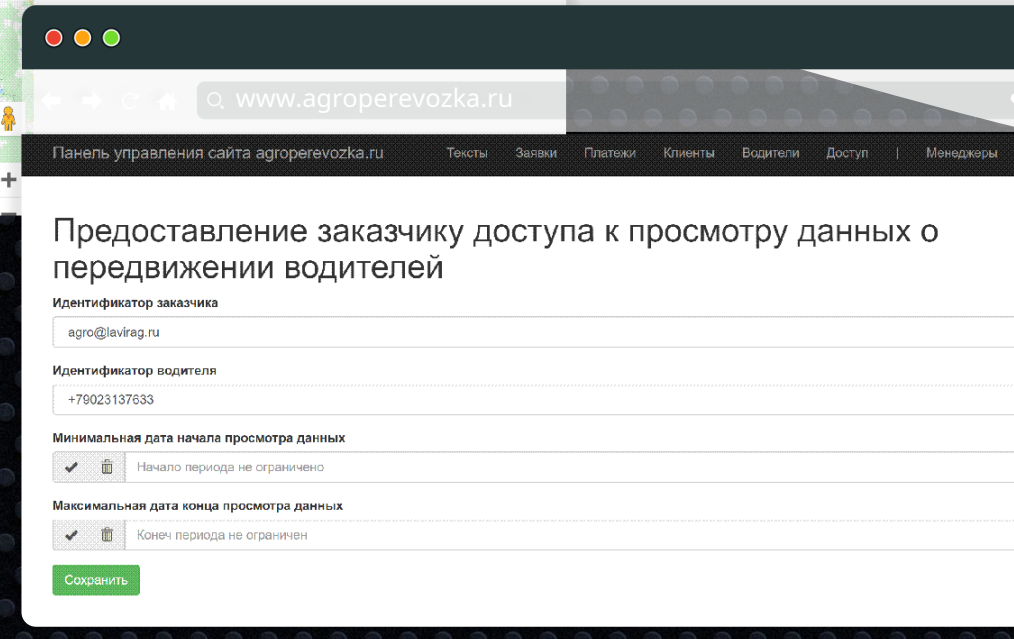 www.agroperevozka.ru
Панель управления сайта agroperevozka.ru Тексты Заявки Платежи Клиенты Водители Доступ | Менеджеры
Предоставление заказчику доступа к просмотру данных о
передвижении водителей
Идентификатор заказчика
agro@lavirag.ru
Идентификатор водителя
+79023137633
Минимальная дата начала просмотра данных
Начало периода не ограничено
Максимальная дата конца просмотра данных
Конеч периода не ограничен
Сохранить